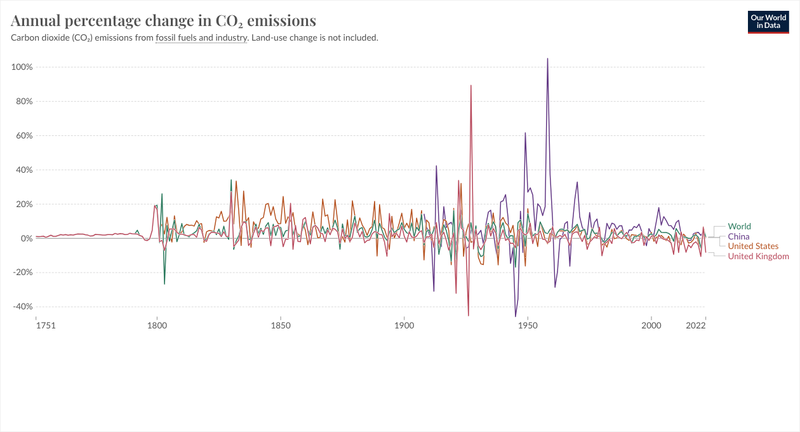 Annual percentage change in CO₂ emissions
Our World
in Data
Carbon dioxide (CO₂) emissions from fossil fuels and industry. Land-use change is not included.
100%
80%
60%
40%
20%
0%
-20%
-40%
World
China
United States
United Kingdom
1751
1800
1850
1900
1950
2000
2022